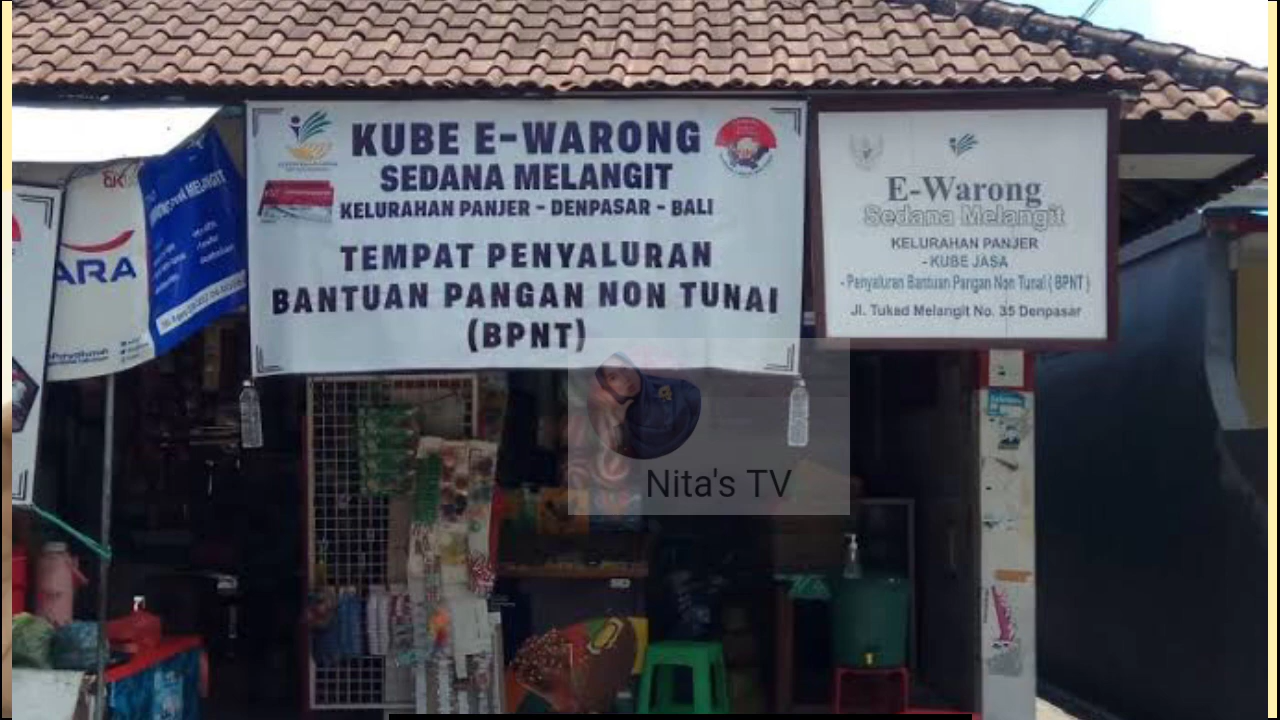 KUBE E-WARONG
SEDANA MELANGIT
KELURAHAN PANJER - DENPASAR - BALI
TEMPAT PENYALURAN
BANTUAN PANGAN NON TUNAI
(BPNT)
E-Warong
Sedana Melangit
KELURAHAN PANJER
- KUBE JASA
- Penyaluran Bantuan Pangan Non Tunai ( BPNT )
Jl. Tukad Melangit No. 35 Denpasar
ARA
MELANGIT
Nita's TV